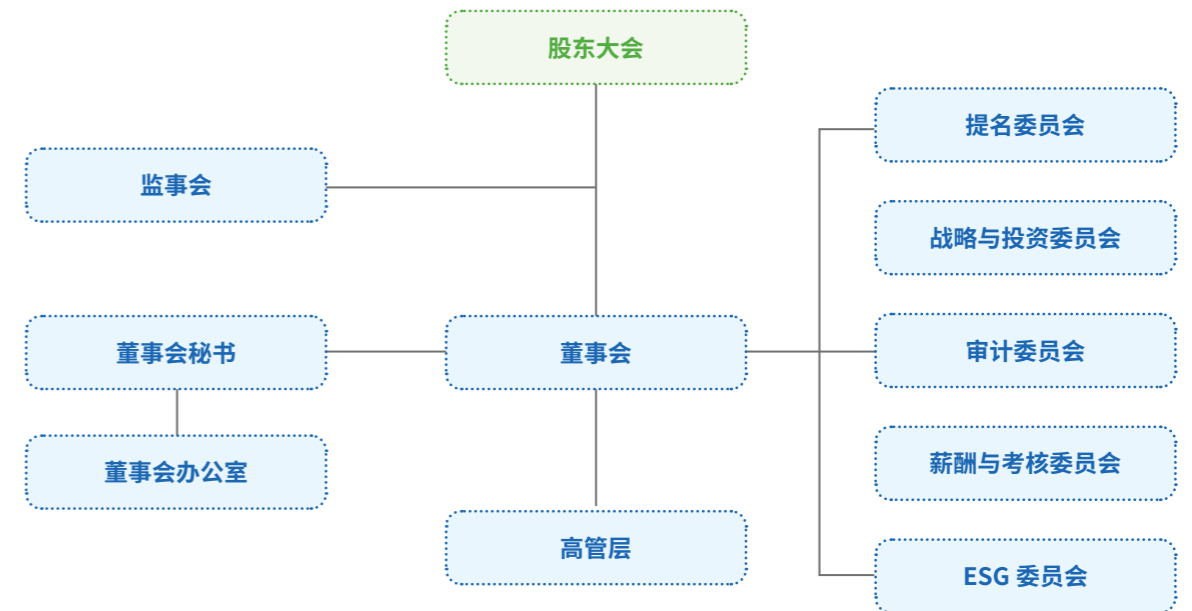 股东大会
提名委员会
监事会
战略与投资委员会
董事会秘书
董事会
审计委员会
薪酬与考核委员会
董事会办公室
高管层
ESG 委员会